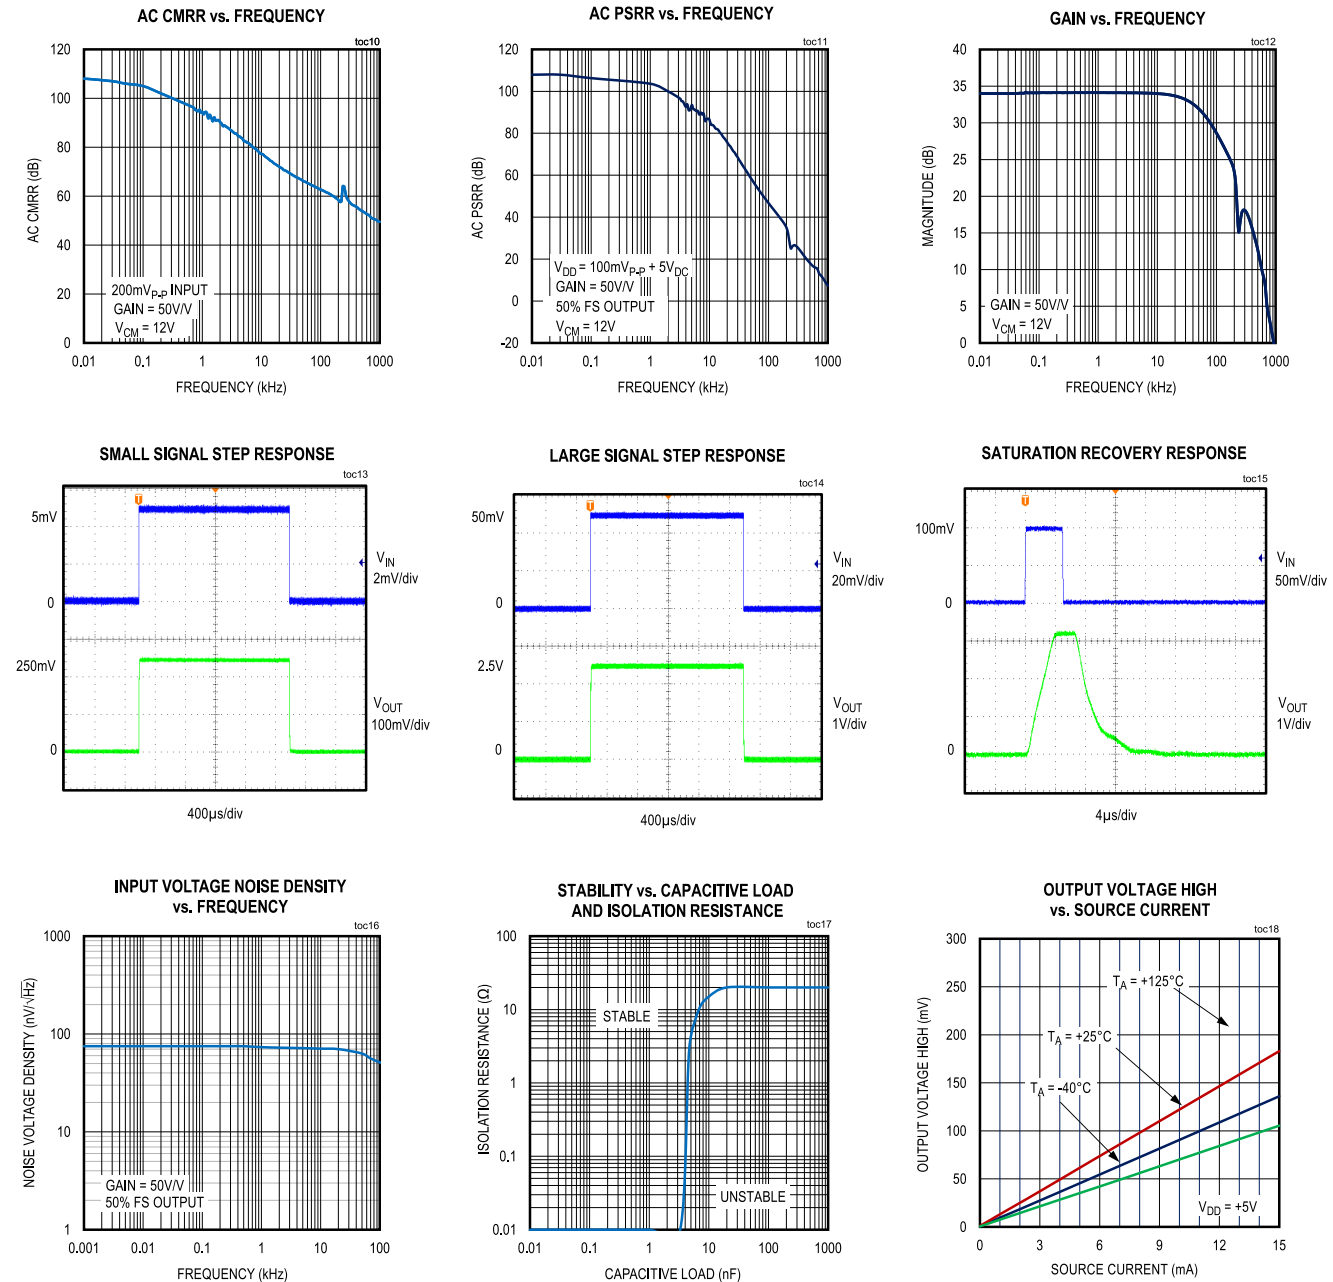 AC CMRR vs. FREQUENCY
toc10
120
100
80
60
40
20
0
AC CMRR (dB)
200mVP-P INPUT
GAIN = 50V/V
VCM = 12V
0.01 0.1 1 10 100 1000
FREQUENCY (kHz)
AC PSRR vs. FREQUENCY
toc11
120
100
80
60
40
20
0
-20
AC PSRR (dB)
VDD = 100mVP-P + 5VDC
GAIN = 50V/V
50% FS OUTPUT
VCM = 12V
0.01 0.1 1 10 100 1000
FREQUENCY (kHz)
GAIN vs. FREQUENCY
toc12
40
35
30
25
20
15
10
5
0
MAGNITUDE (dB)
GAIN = 50V/V
VCM = 12V
0.01 0.1 1 10 100 1000
FREQUENCY (kHz)
SMALL SIGNAL STEP RESPONSE
toc13
T
5mV
VIN
2mV/div
0
250mV
VOUT
100mV/div
0
400µs/div
LARGE SIGNAL STEP RESPONSE
toc14
T
50mV
VIN
20mV/div
0
2.5V
VOUT
1V/div
0
400µs/div
SATURATION RECOVERY RESPONSE
toc15
T
100mV
VIN
50mV/div
0
VOUT
1V/div
0
4µs/div
INPUT VOLTAGE NOISE DENSITY
vs. FREQUENCY
toc16
1000
100
10
1
NOISE VOLTAGE DENSITY (nV/√Hz)
GAIN = 50V/V
50% FS OUTPUT
0.001 0.01 0.1 1 10 100
FREQUENCY (kHz)
STABILITY vs. CAPACITIVE LOAD
AND ISOLATION RESISTANCE
toc17
100
10
1
0.1
0.01
ISOLATION RESISTANCE (Ω)
STABLE
UNSTABLE
0.01 0.1 1 10 100 1000
CAPACITIVE LOAD (nF)
OUTPUT VOLTAGE HIGH
vs. SOURCE CURRENT
toc18
300
250
200
150
100
50
0
OUTPUT VOLTAGE HIGH (mV)
TA = +125°C
TA = +25°C
TA = -40°C
VDD = +5V
0 3 6 9 12 15
SOURCE CURRENT (mA)